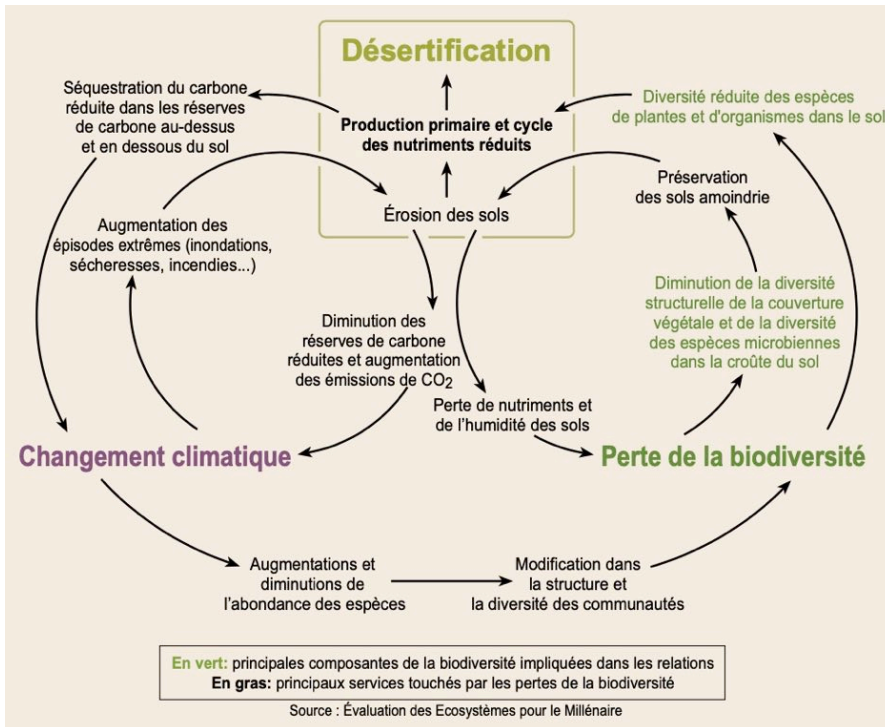 Désertification
Séquestration du carbone
réduite dans les réserves
de carbone au-dessus
et en dessous du sol
Production primaire et cycle
des nutriments réduits
Diversité réduite des espèces
de plantes et d'organismes dans le sol
Préservation
des sols amoindrie
Érosion des sols
Augmentation des
épisodes extrêmes (inondations,
sécheresses, incendies...)
Diminution de la diversité
structurelle de la couverture
végétale et de la diversité
des espèces microbiennes
dans la croûte du sol
Diminution des
réserves de carbone
réduites et augmentation
des émissions de CO2
Perte de nutriments et
de l'humidité des sols
Changement climatique
Perte de la biodiversité
Augmentations et
diminutions de
l'abondance des espèces
Modification dans
la structure et
la diversité des communautés
En vert: principales composantes de la biodiversité impliquées dans les relations
En gras: principaux services touchés par les pertes de la biodiversité
Source : Évaluation des Ecosystèmes pour le Millénaire